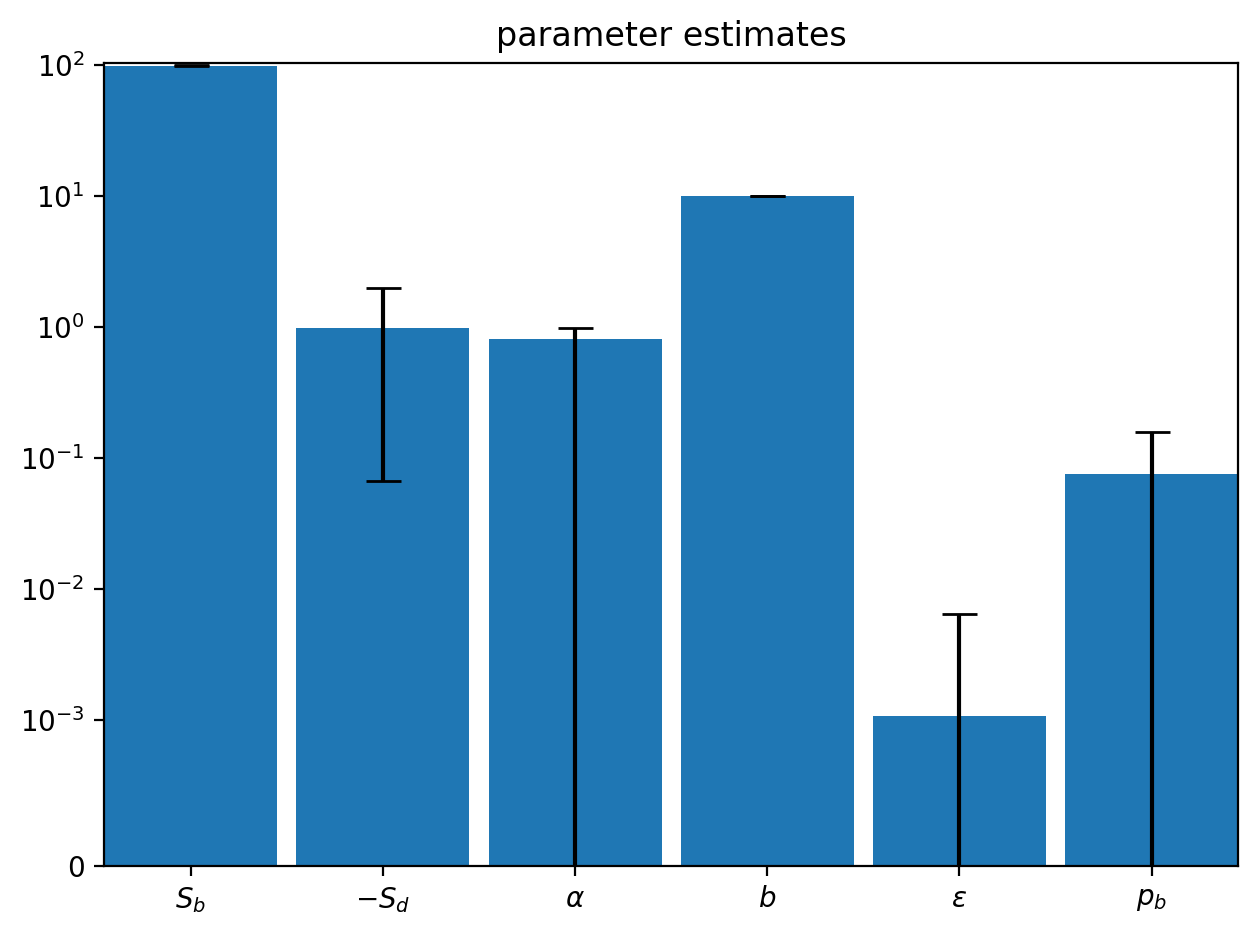 parameter estimates
10²
10¹
10⁰
10⁻¹
10⁻²
10⁻³
0
S_b
−S_d
α
b
ε
p_b